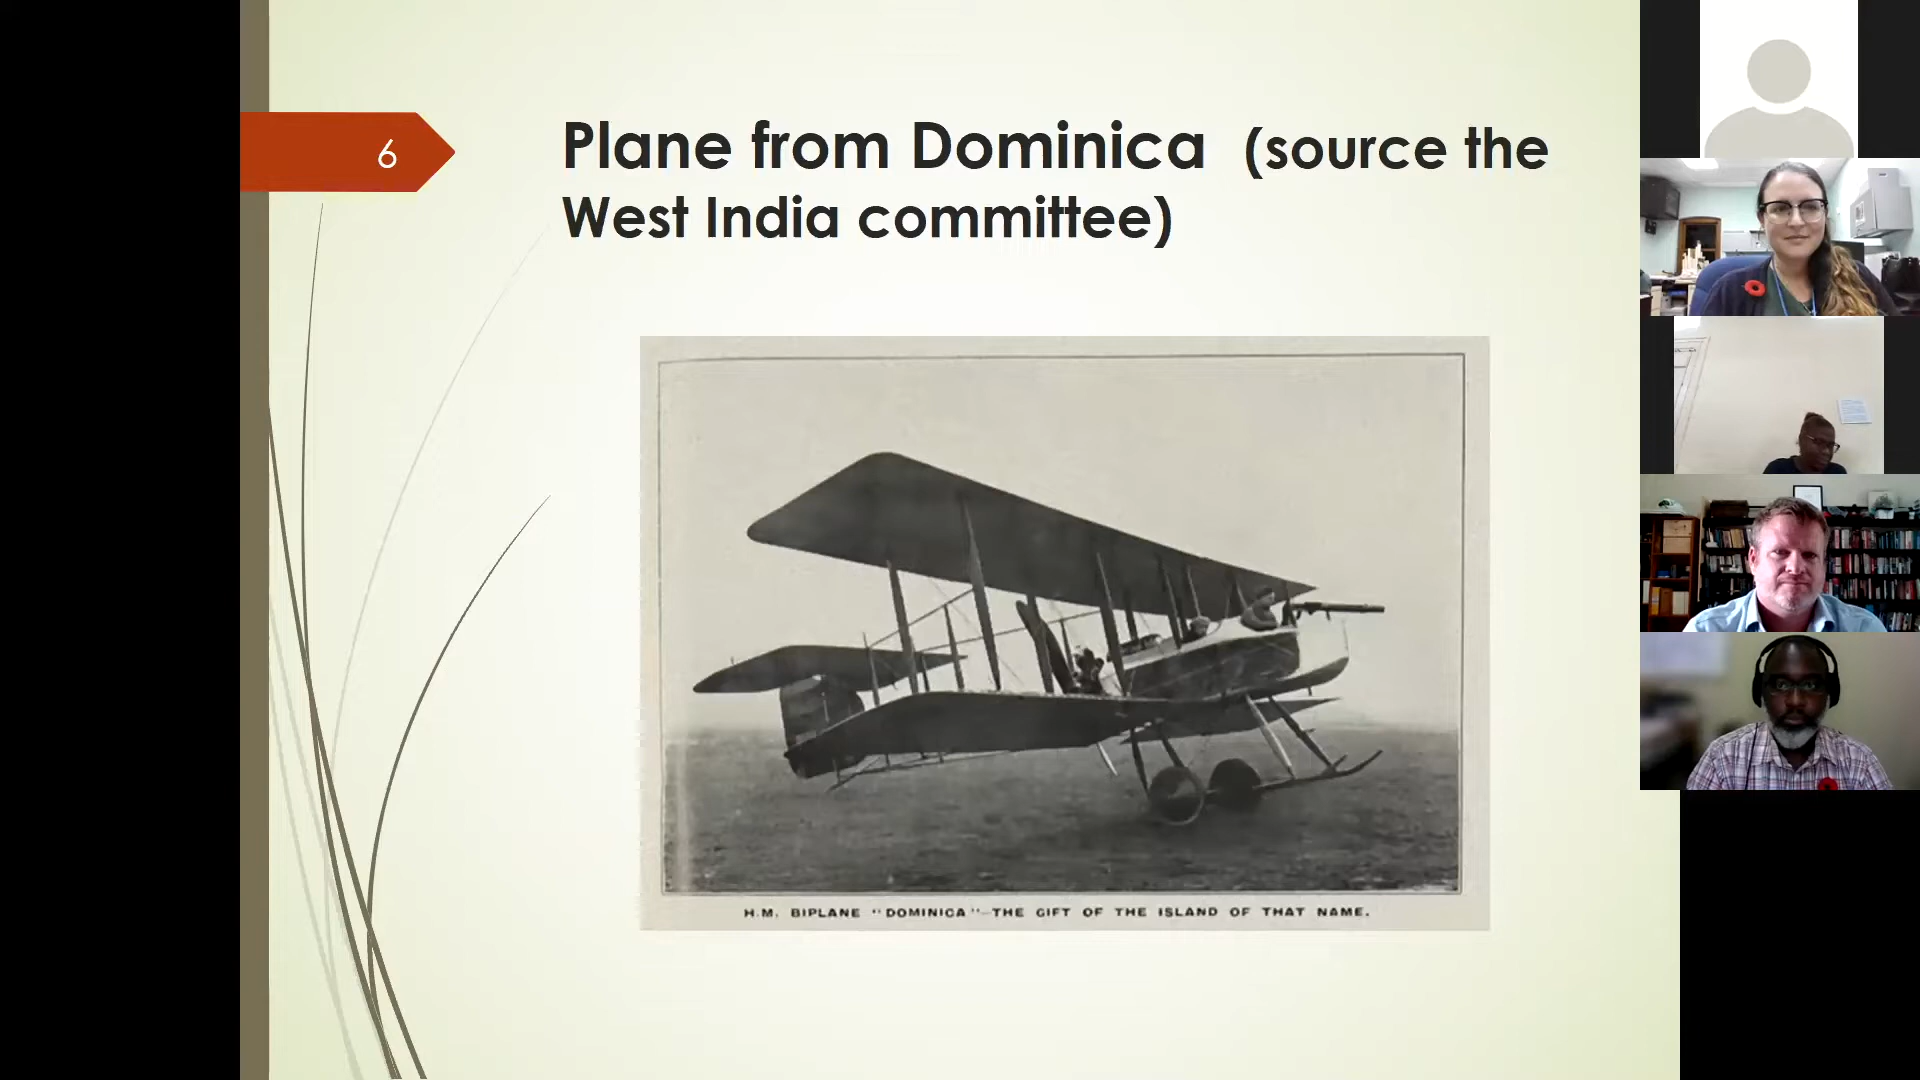 6
Plane from Dominica (source the
West India committee)
H.M. BIPLANE "DOMINICA"—THE GIFT OF THE ISLAND OF THAT NAME.